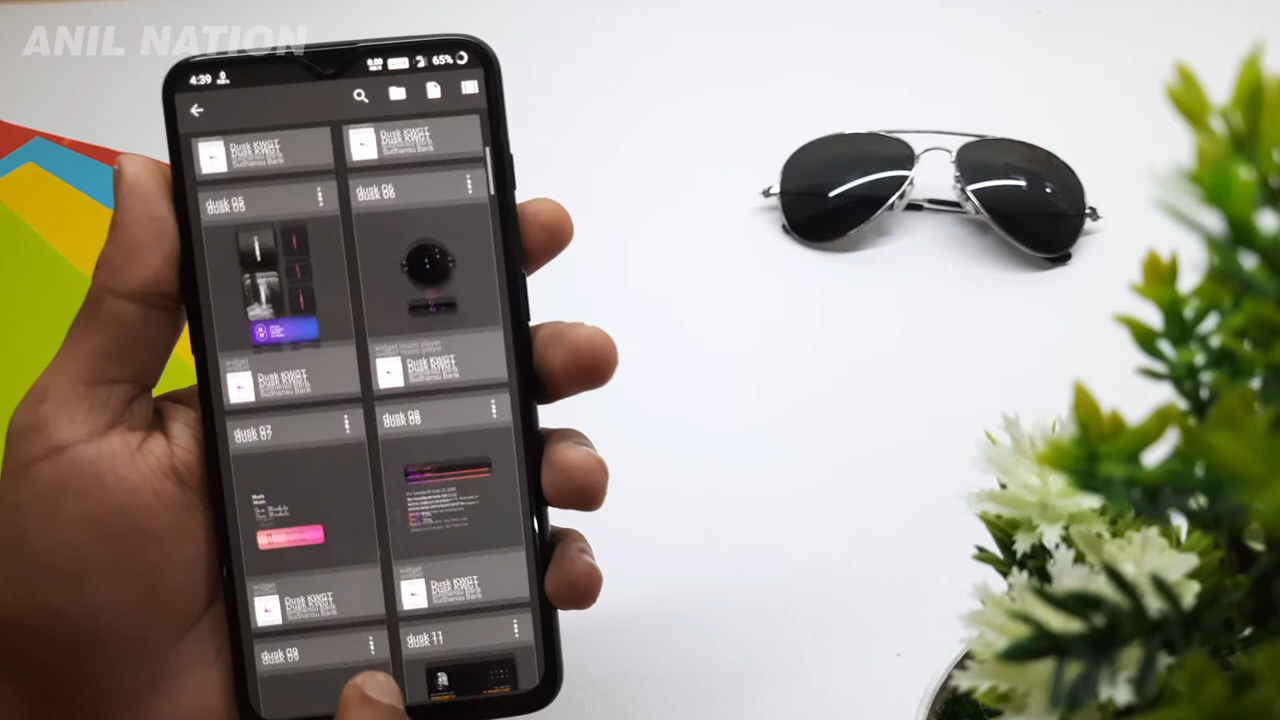 ANIL NATION
4:39
65%
Dusk KWGT
Sudhansu Barik
Dusk KWGT
Sudhansu Barik
dusk 05
dusk 06
widget
Dusk KWGT
Sudhansu Barik
widget music player
Dusk KWGT
Sudhansu Barik
dusk 07
dusk 08
widget
Dusk KWGT
Sudhansu Barik
widget
Dusk KWGT
Sudhansu Barik
dusk 09
dusk 11